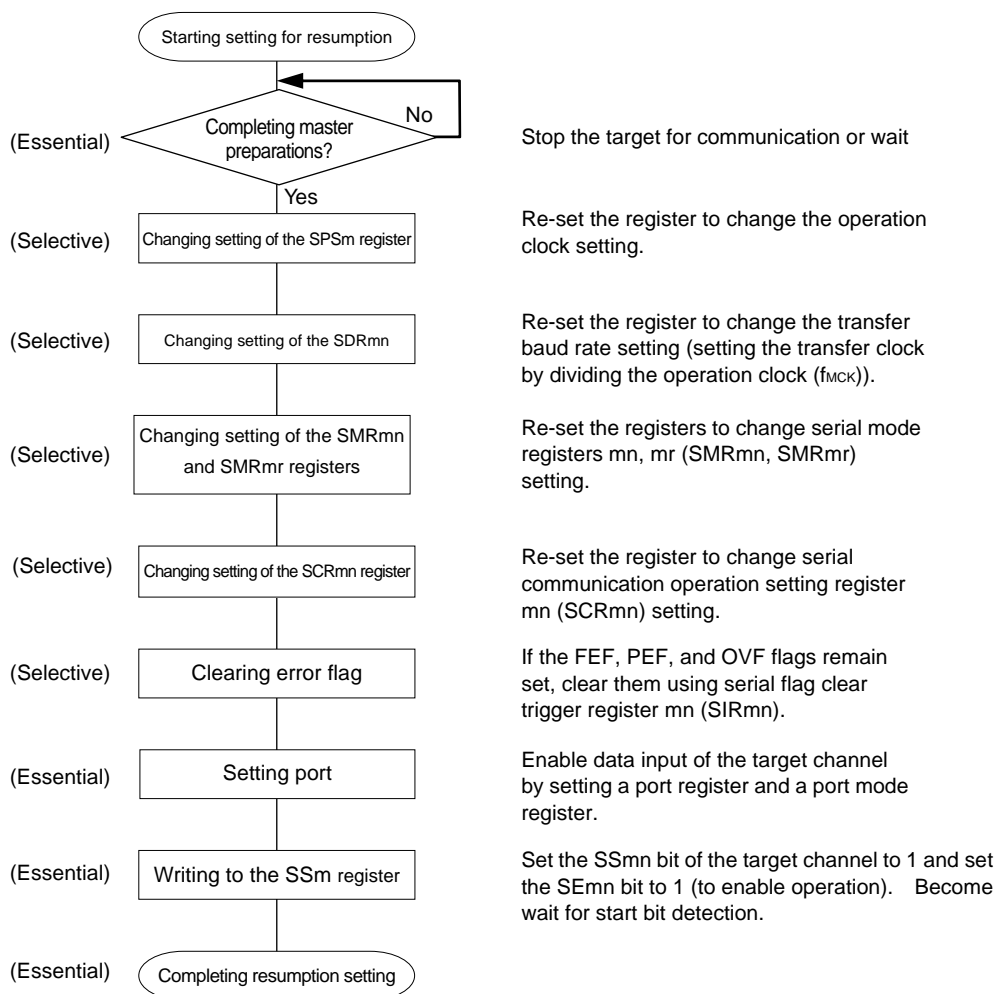 Starting setting for resumption
No
(Essential)
Completing master
preparations?
Stop the target for communication or wait
Yes
(Selective)
Changing setting of the SPSm register
Re-set the register to change the operation
clock setting.
(Selective)
Changing setting of the SDRmn
Re-set the register to change the transfer
baud rate setting (setting the transfer clock
by dividing the operation clock (fMCK)).
(Selective)
Changing setting of the SMRmn
and SMRmr registers
Re-set the registers to change serial mode
registers mn, mr (SMRmn, SMRmr)
setting.
(Selective)
Changing setting of the SCRmn register
Re-set the register to change serial
communication operation setting register
mn (SCRmn) setting.
(Selective)
Clearing error flag
If the FEF, PEF, and OVF flags remain
set, clear them using serial flag clear
trigger register mn (SIRmn).
(Essential)
Setting port
Enable data input of the target channel
by setting a port register and a port mode
register.
(Essential)
Writing to the SSm register
Set the SSmn bit of the target channel to 1 and set
the SEmn bit to 1 (to enable operation). Become
wait for start bit detection.
(Essential)
Completing resumption setting